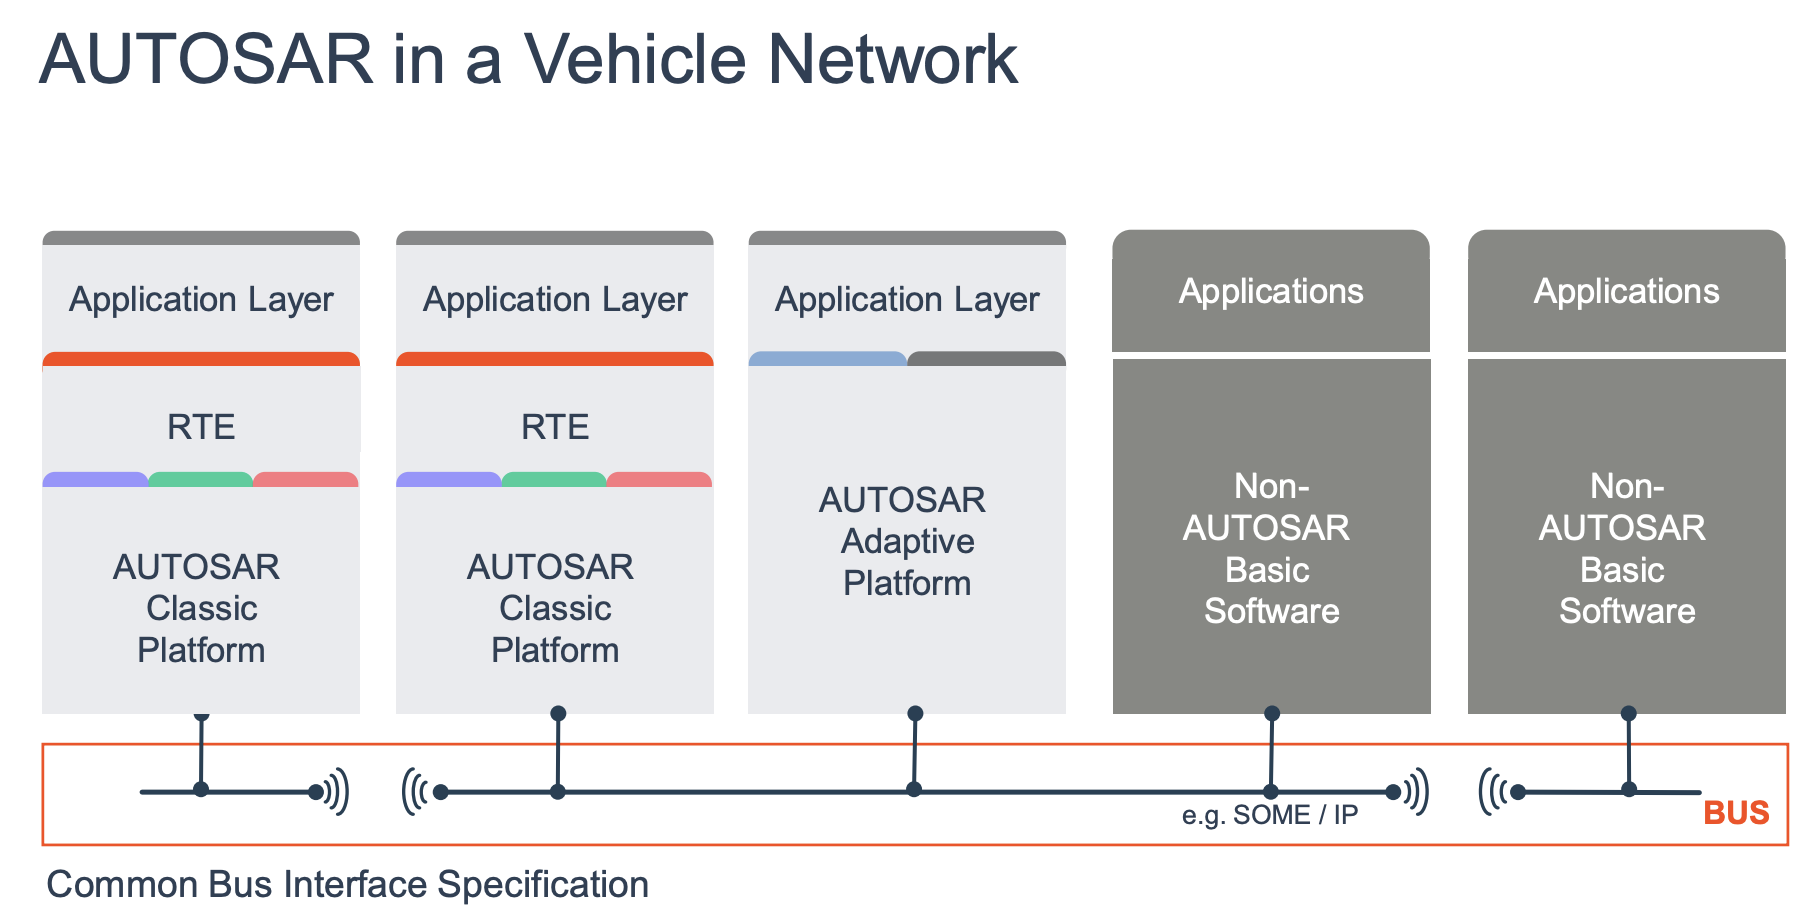 AUTOSAR in a Vehicle Network
Application Layer
RTE
AUTOSAR
Classic
Platform
Application Layer
RTE
AUTOSAR
Classic
Platform
Application Layer
AUTOSAR
Adaptive
Platform
Applications
Non-
AUTOSAR
Basic
Software
Applications
Non-
AUTOSAR
Basic
Software
e.g. SOME / IP
BUS
Common Bus Interface Specification